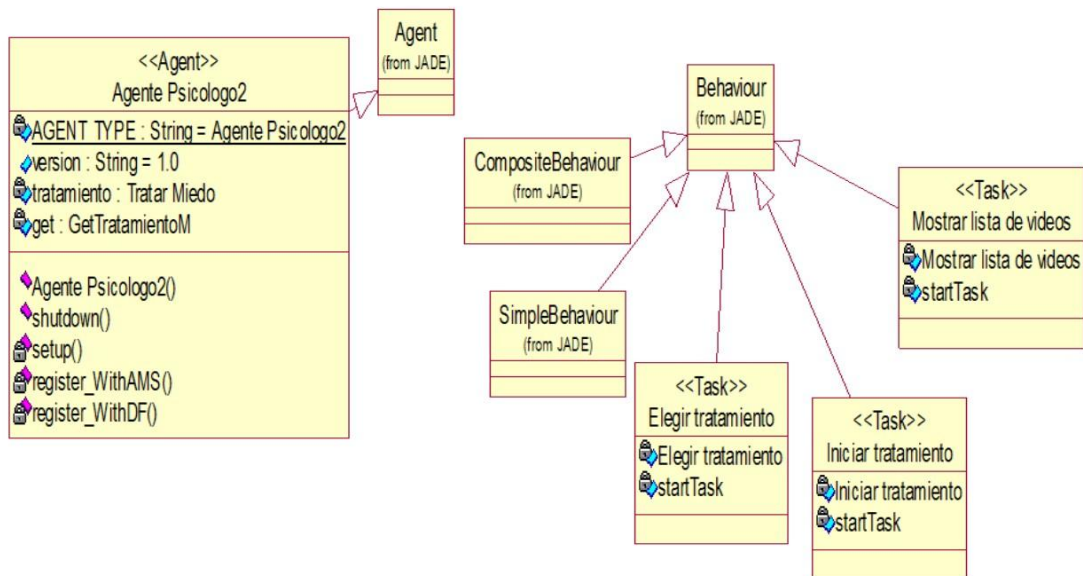 <<Agent>>
Agente Psicologo2
AGENT TYPE : String = Agente Psicologo2
version : String = 1.0
tratamiento : Tratar Miedo
get : GetTratamientoM
Agente Psicologo2()
shutdown()
setup()
register_WithAMS()
register_WithDF()
Agent
(from JADE)
Behaviour
(from JADE)
CompositeBehaviour
(from JADE)
SimpleBehaviour
(from JADE)
<<Task>>
Elegir tratamiento
Elegir tratamiento
startTask
<<Task>>
Iniciar tratamiento
Iniciar tratamiento
startTask
<<Task>>
Mostrar lista de videos
Mostrar lista de videos
startTask